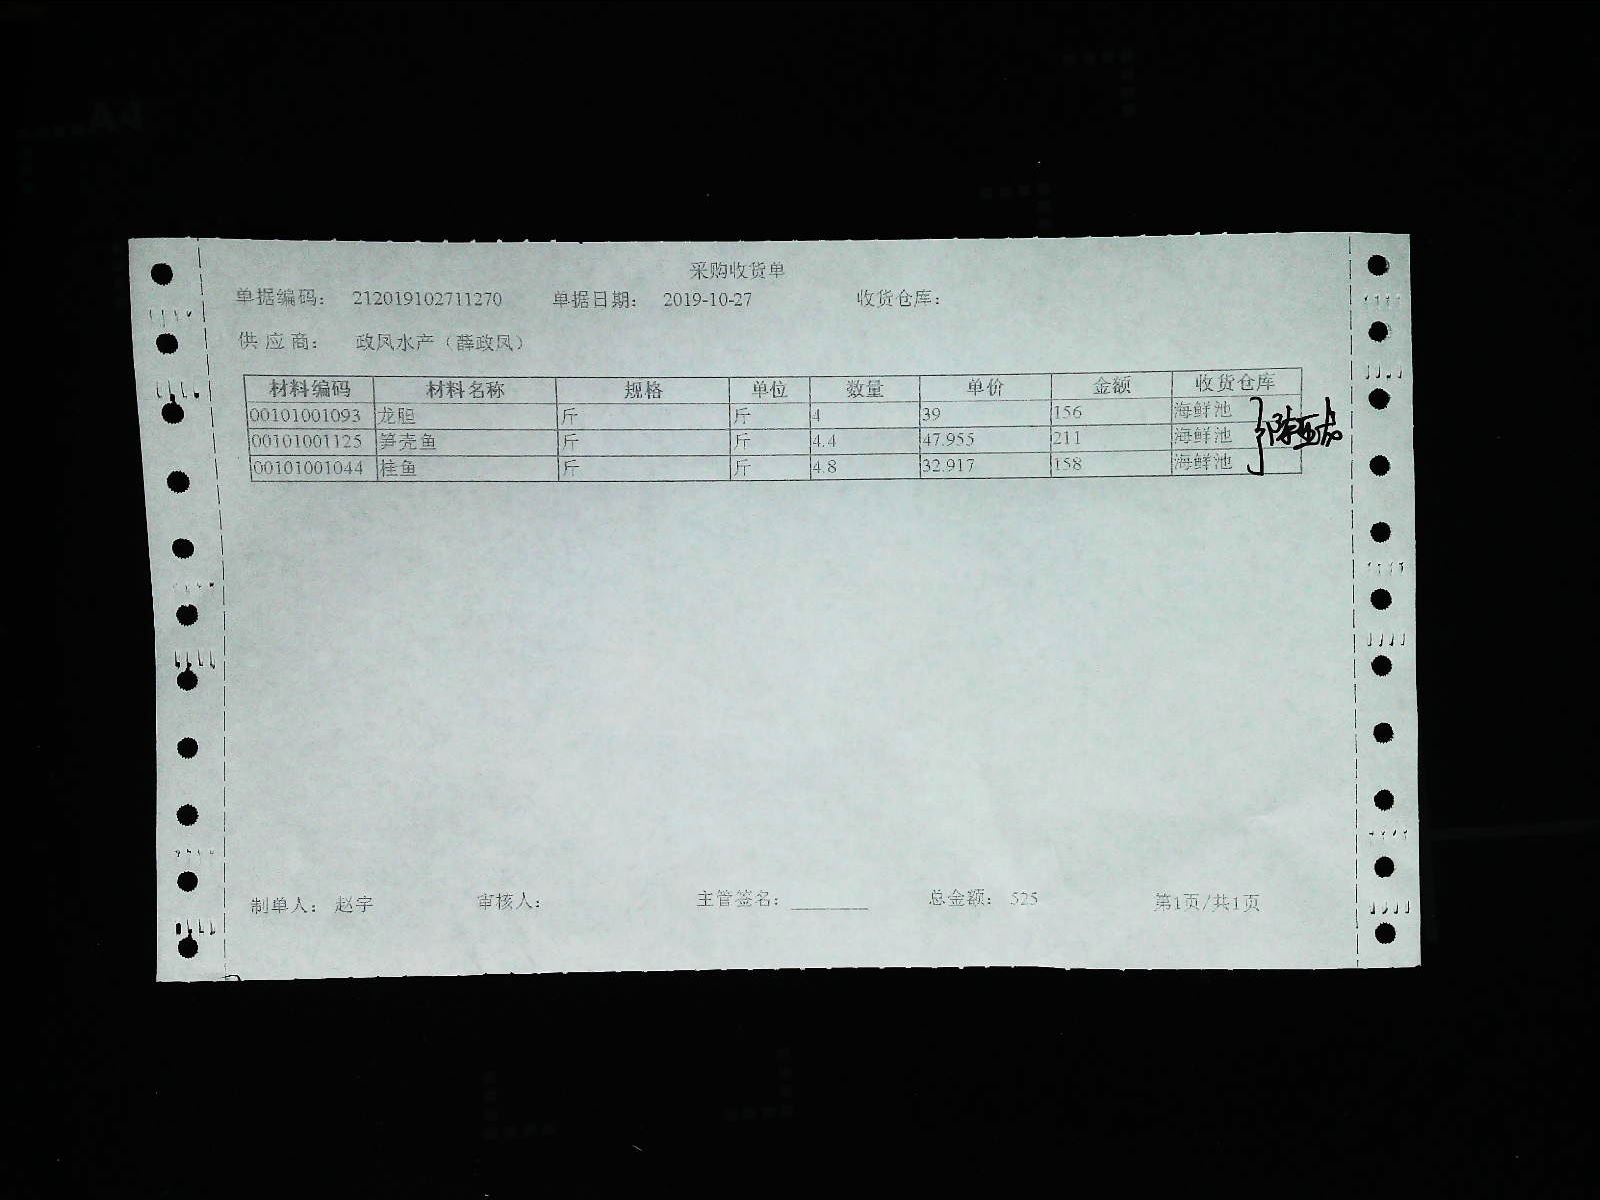 采购收货单
单据编码： 212019102711270 单据日期： 2019-10-27 收货仓库：
供 应 商： 政凤水产（薛政凤）
材料编码 材料名称 规格 单位 数量 单价 金额 收货仓库
00101001093 龙胆 斤 斤 4 39 156 海鲜池
00101001125 笋壳鱼 斤 斤 4.4 47.955 211 海鲜池
00101001044 桂鱼 斤 斤 4.8 32.917 158 海鲜池
制单人： 赵宇 审核人： 主管签名：________ 总金额： 525 第1页/共1页